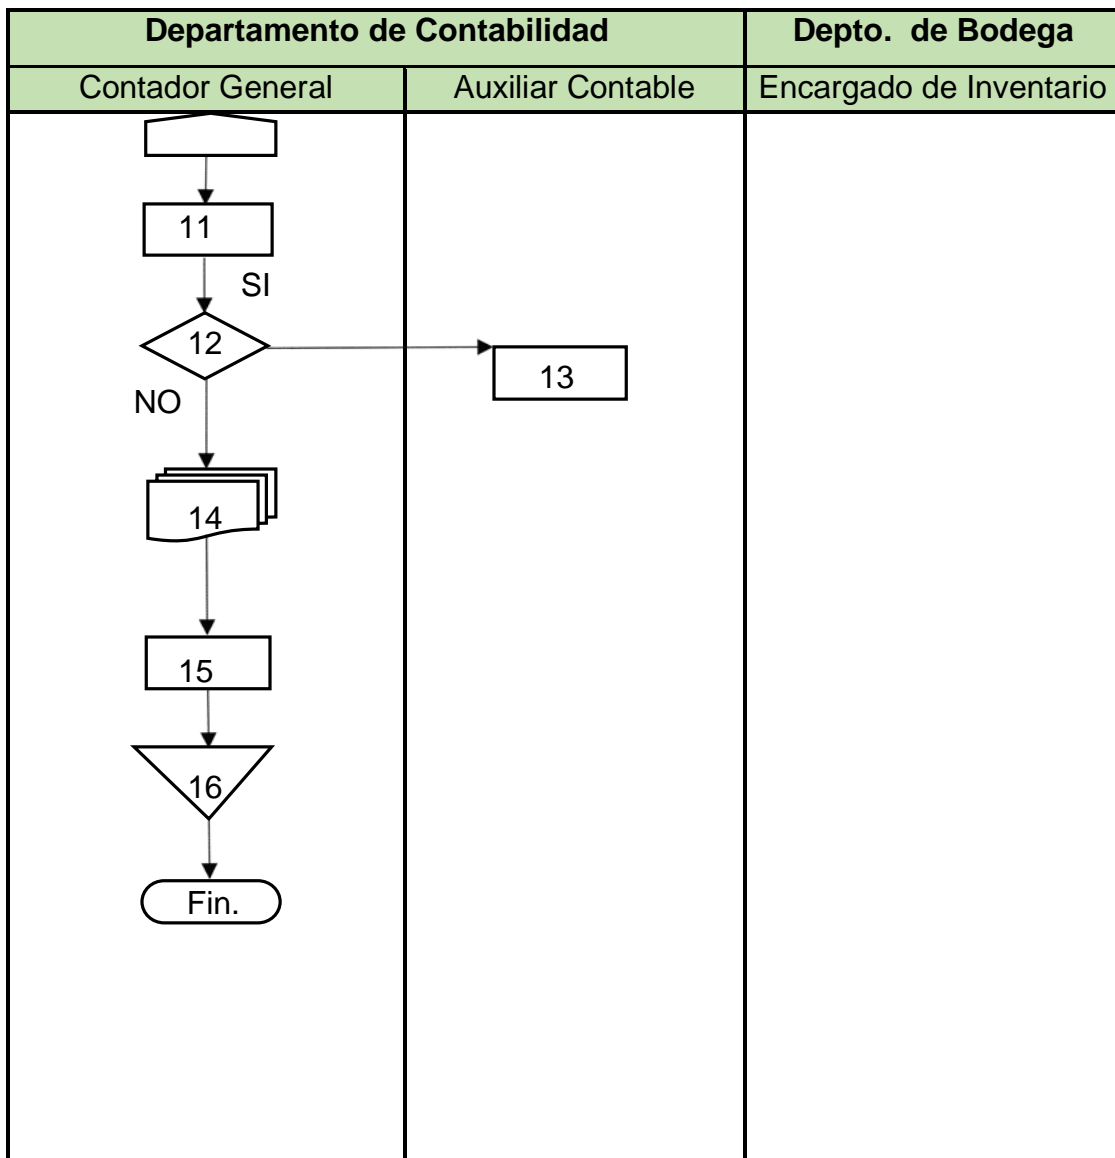 Departamento de Contabilidad
Depto. de Bodega
Contador General
Auxiliar Contable
Encargado de Inventario
11
SI
12
13
NO
14
15
16
Fin.